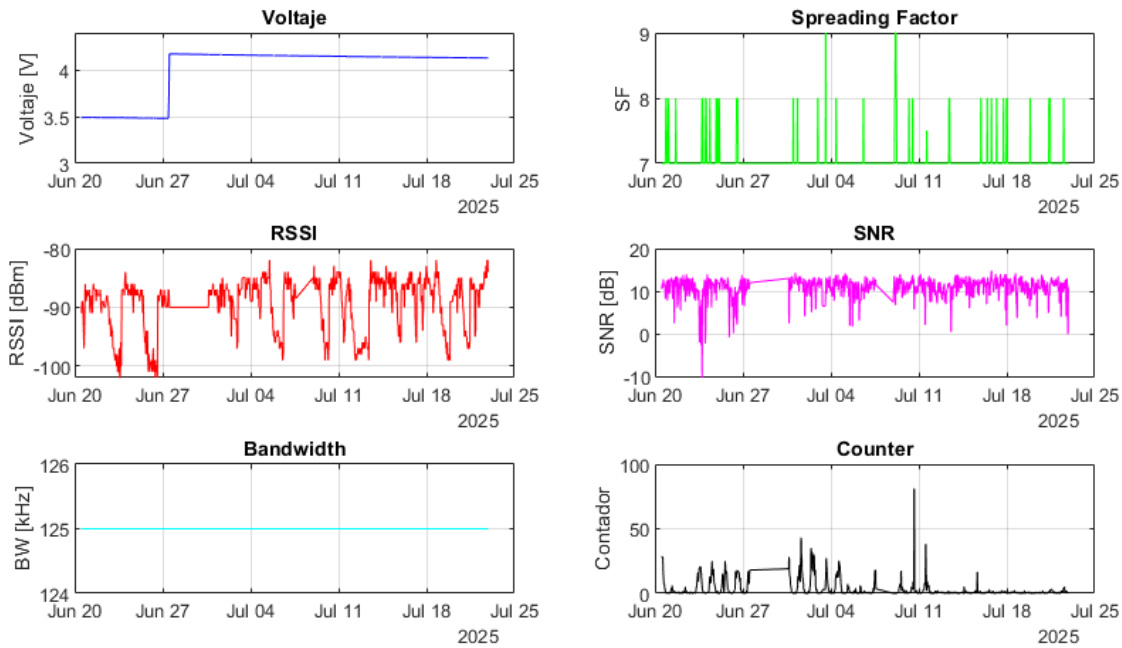 Voltaje
Voltaje [V]
4
3.5
3
Jun 20 Jun 27 Jul 04 Jul 11 Jul 18 Jul 25
2025
Spreading Factor
SF
9
8
7
Jun 20 Jun 27 Jul 04 Jul 11 Jul 18 Jul 25
2025
RSSI
RSSI [dBm]
-80
-90
-100
Jun 20 Jun 27 Jul 04 Jul 11 Jul 18 Jul 25
2025
SNR
SNR [dB]
20
10
0
-10
Jun 20 Jun 27 Jul 04 Jul 11 Jul 18 Jul 25
2025
Bandwidth
BW [kHz]
126
125
124
Jun 20 Jun 27 Jul 04 Jul 11 Jul 18 Jul 25
2025
Counter
Contador
100
50
0
Jun 20 Jun 27 Jul 04 Jul 11 Jul 18 Jul 25
2025